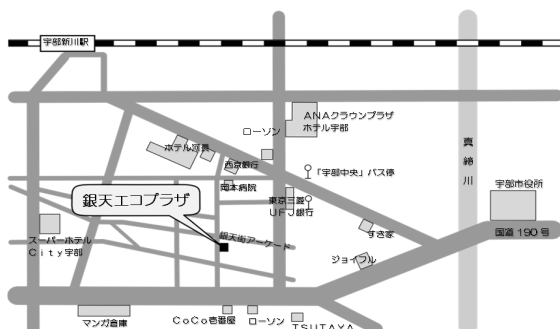 宇部新川駅
ANAクラウンプラザ
ホテル宇部
ローソン
ホテル河長
西京銀行
「宇部中央」バス停
真締川
岡本病院
宇部市役所
銀天エコプラザ
東京三菱
UFJ銀行
国道190号
すき家
銀天街アーケード
スーパーホテル
City宇部
ジョイフル
マンガ倉庫
CoCo壱番屋
ローソン
TSUTAYA